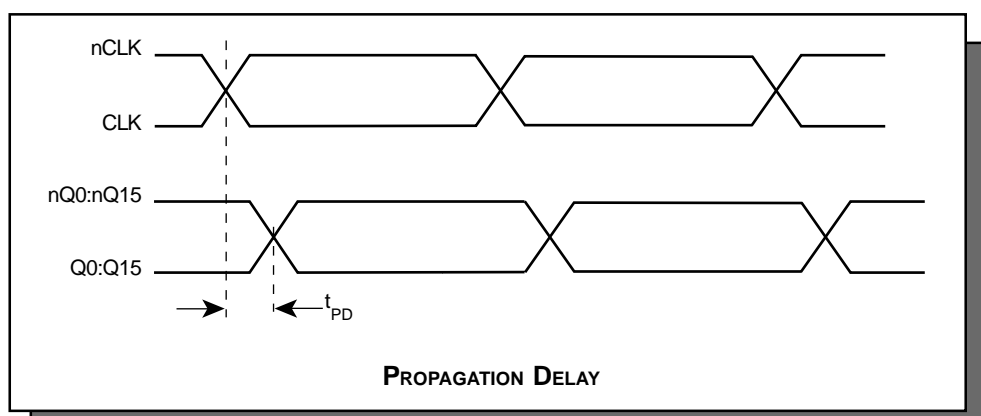 nCLK
CLK
nQ0:nQ15
Q0:Q15
tPD
PROPAGATION DELAY